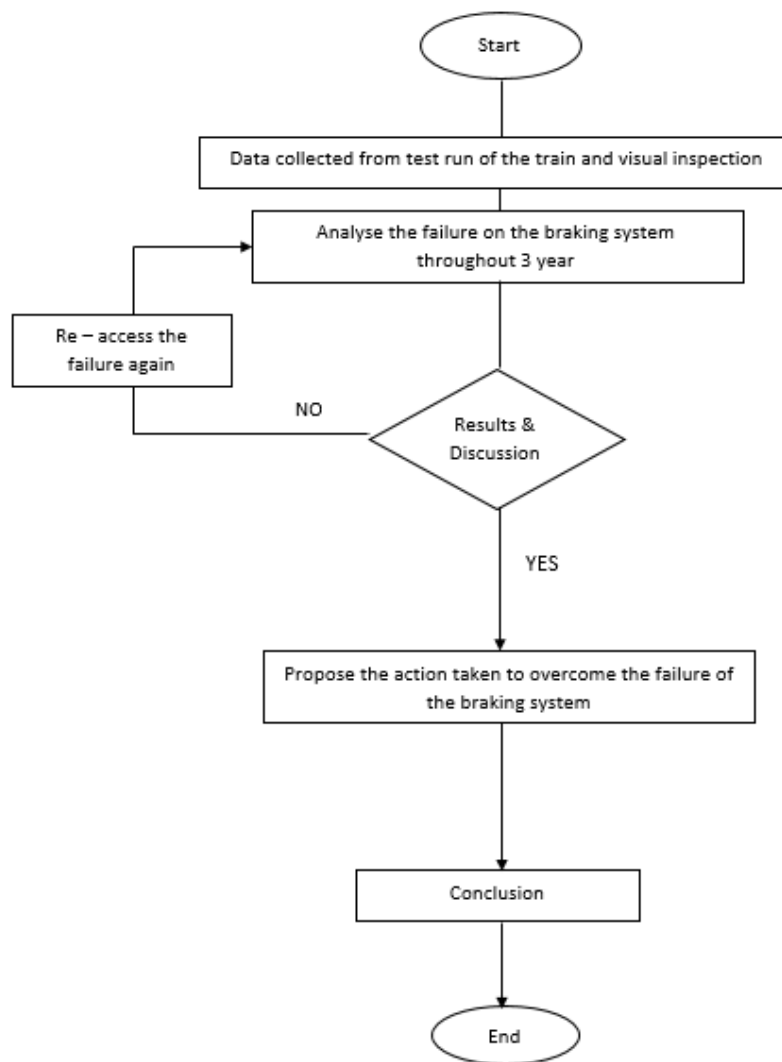 Start
Data collected from test run of the train and visual inspection
Analyse the failure on the braking system
throughout 3 year
Re – access the
failure again
NO
Results &
Discussion
YES
Propose the action taken to overcome the failure of
the braking system
Conclusion
End